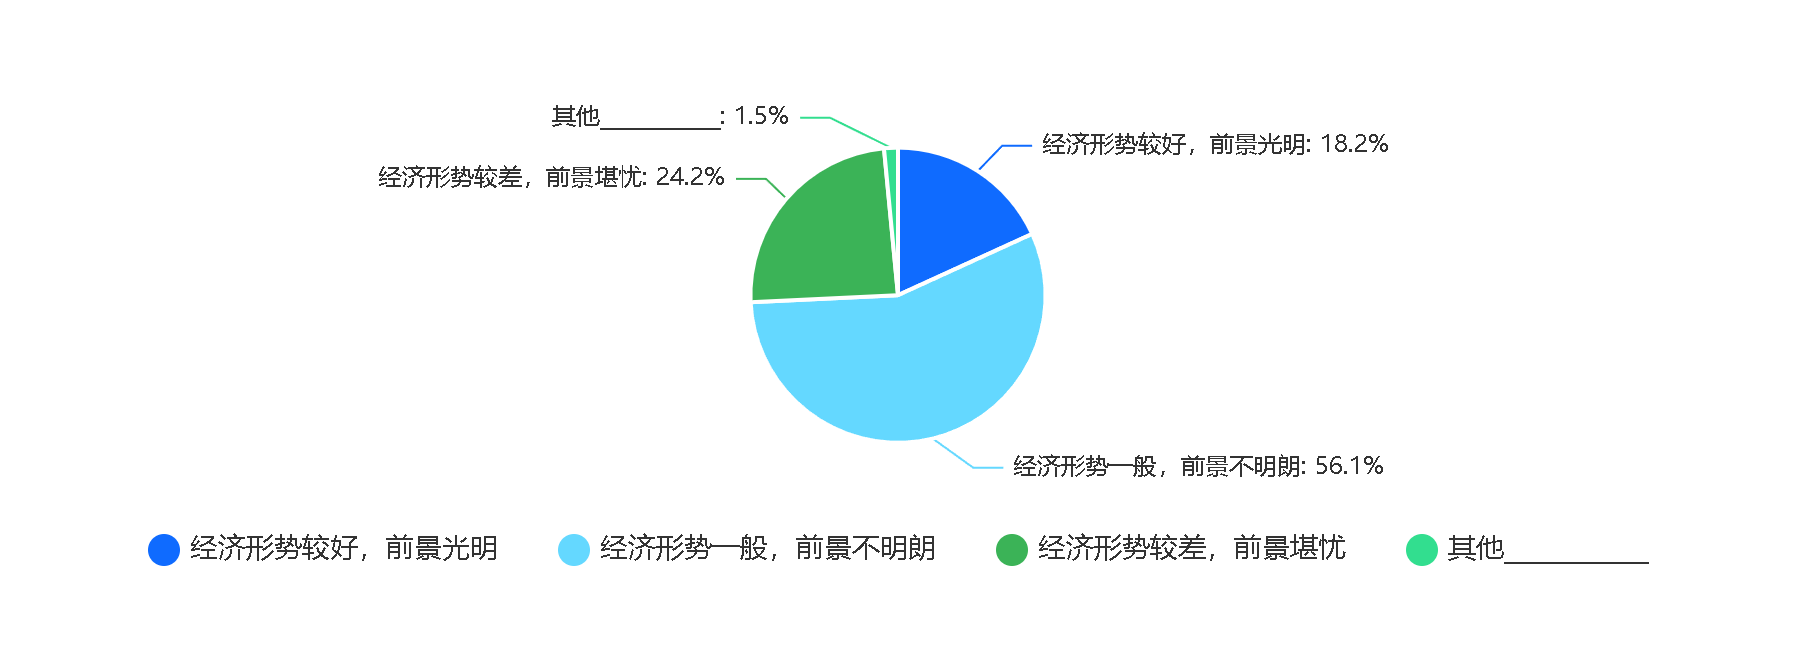 其他__________: 1.5%
经济形势较好，前景光明: 18.2%
经济形势较差，前景堪忧: 24.2%
经济形势一般，前景不明朗: 56.1%
经济形势较好，前景光明
经济形势一般，前景不明朗
经济形势较差，前景堪忧
其他__________